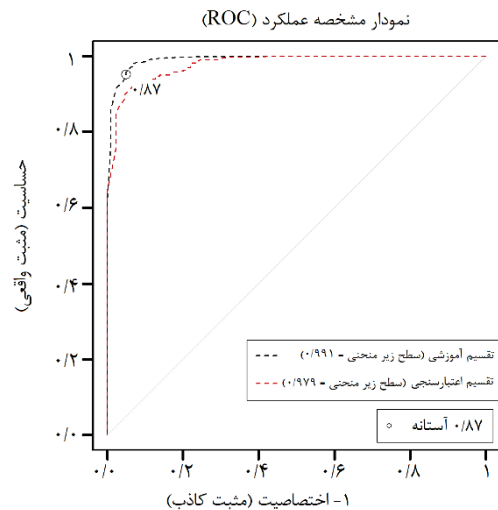 نمودار مشخصه عملکرد (ROC)
حساسیت (مثبت واقعی)
۱
۰/۸
۰/۶
۰/۴
۰/۲
۰/۰
۰/۸۷
تقسیم آموزشی (سطح زیر منحنی = ۰/۹۹۱)
تقسیم اعتبارسنجی (سطح زیر منحنی = ۰/۹۷۹)
۰/۸۷ آستانه
۰/۰ ۰/۲ ۰/۴ ۰/۶ ۰/۸ ۱
۱- اختصاصیت (مثبت کاذب)